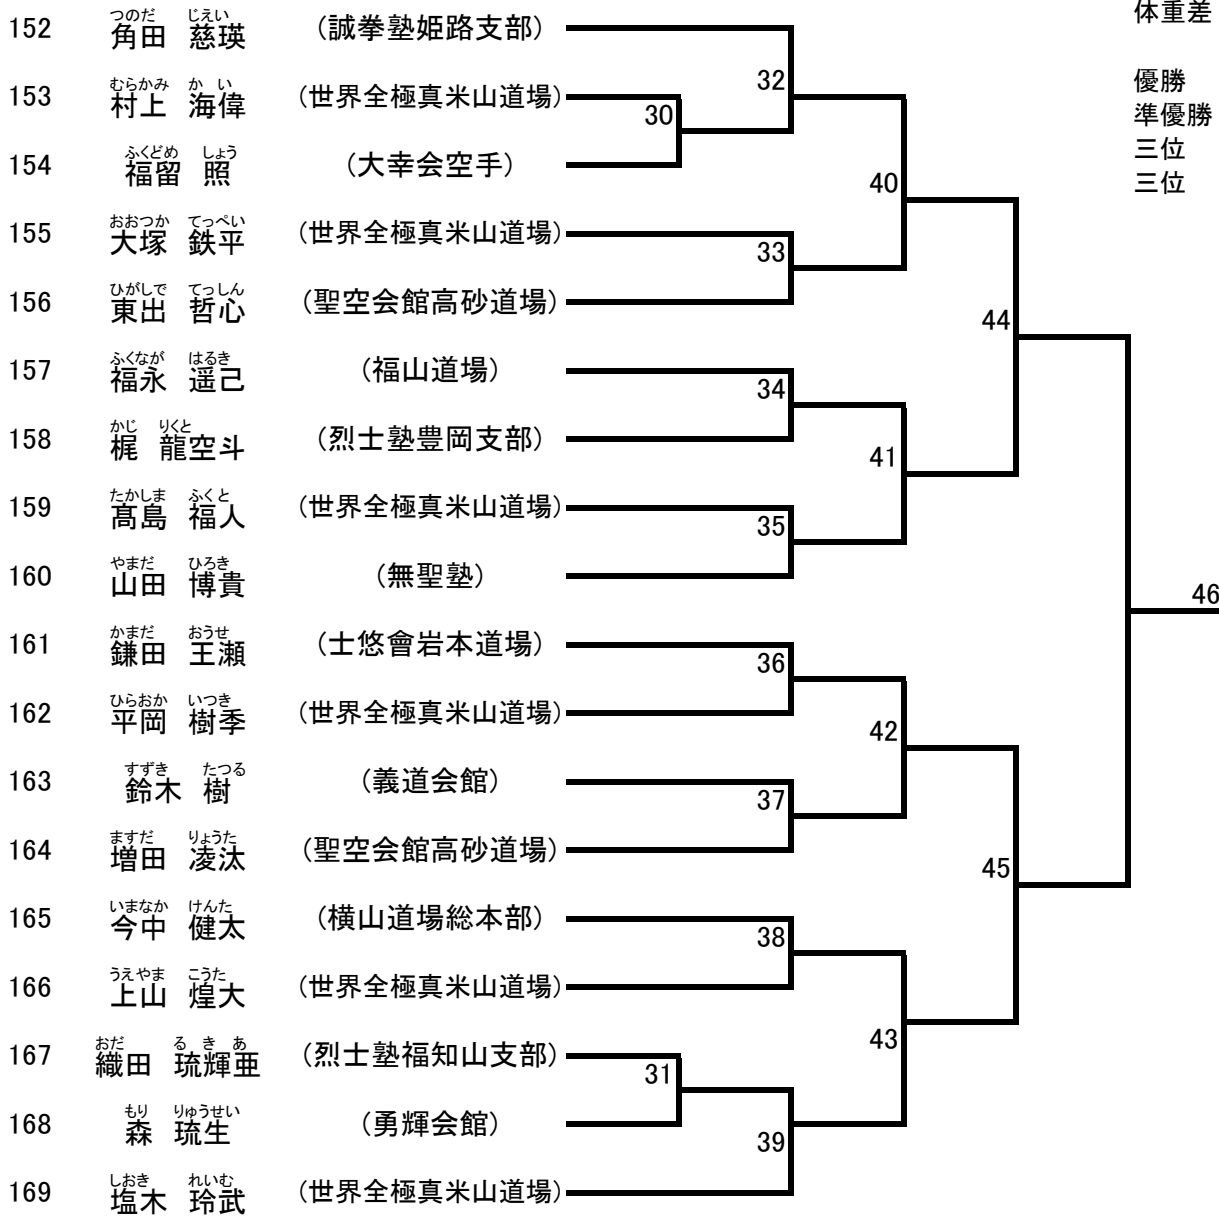 体重差
つのだ じえい
152 角田 慈瑛 (誠拳塾姫路支部)
32
優勝
むらかみ か い
153 村上 海偉 (世界全極真米山道場)
30
準優勝
三位
ふくどめ しょう
154 福留 照 (大幸会空手)
40
三位
おおつか てっぺい
155 大塚 鉄平 (世界全極真米山道場)
33
ひがしで てっしん
156 東出 哲心 (聖空会館高砂道場)
44
ふくなが はるき
157 福永 遥己 (福山道場)
34
かじ りくと
158 梶 龍空斗 (烈士塾豊岡支部)
41
たかしま ふくと
159 髙島 福人 (世界全極真米山道場)
35
やまだ ひろき
160 山田 博貴 (無聖塾)
46
かまだ おうせ
161 鎌田 王瀬 (士悠會岩本道場)
36
ひらおか いつき
162 平岡 樹季 (世界全極真米山道場)
42
すずき たつる
163 鈴木 樹 (義道会館)
37
ますだ りょうた
164 増田 凌汰 (聖空会館高砂道場)
45
いまなか けんた
165 今中 健太 (横山道場総本部)
38
うえやま こうた
166 上山 煌大 (世界全極真米山道場)
43
おだ る き あ
167 織田 琉輝亜 (烈士塾福知山支部)
31
もり りゅうせい
168 森 琉生 (勇輝会館)
39
しおき れいむ
169 塩木 玲武 (世界全極真米山道場)